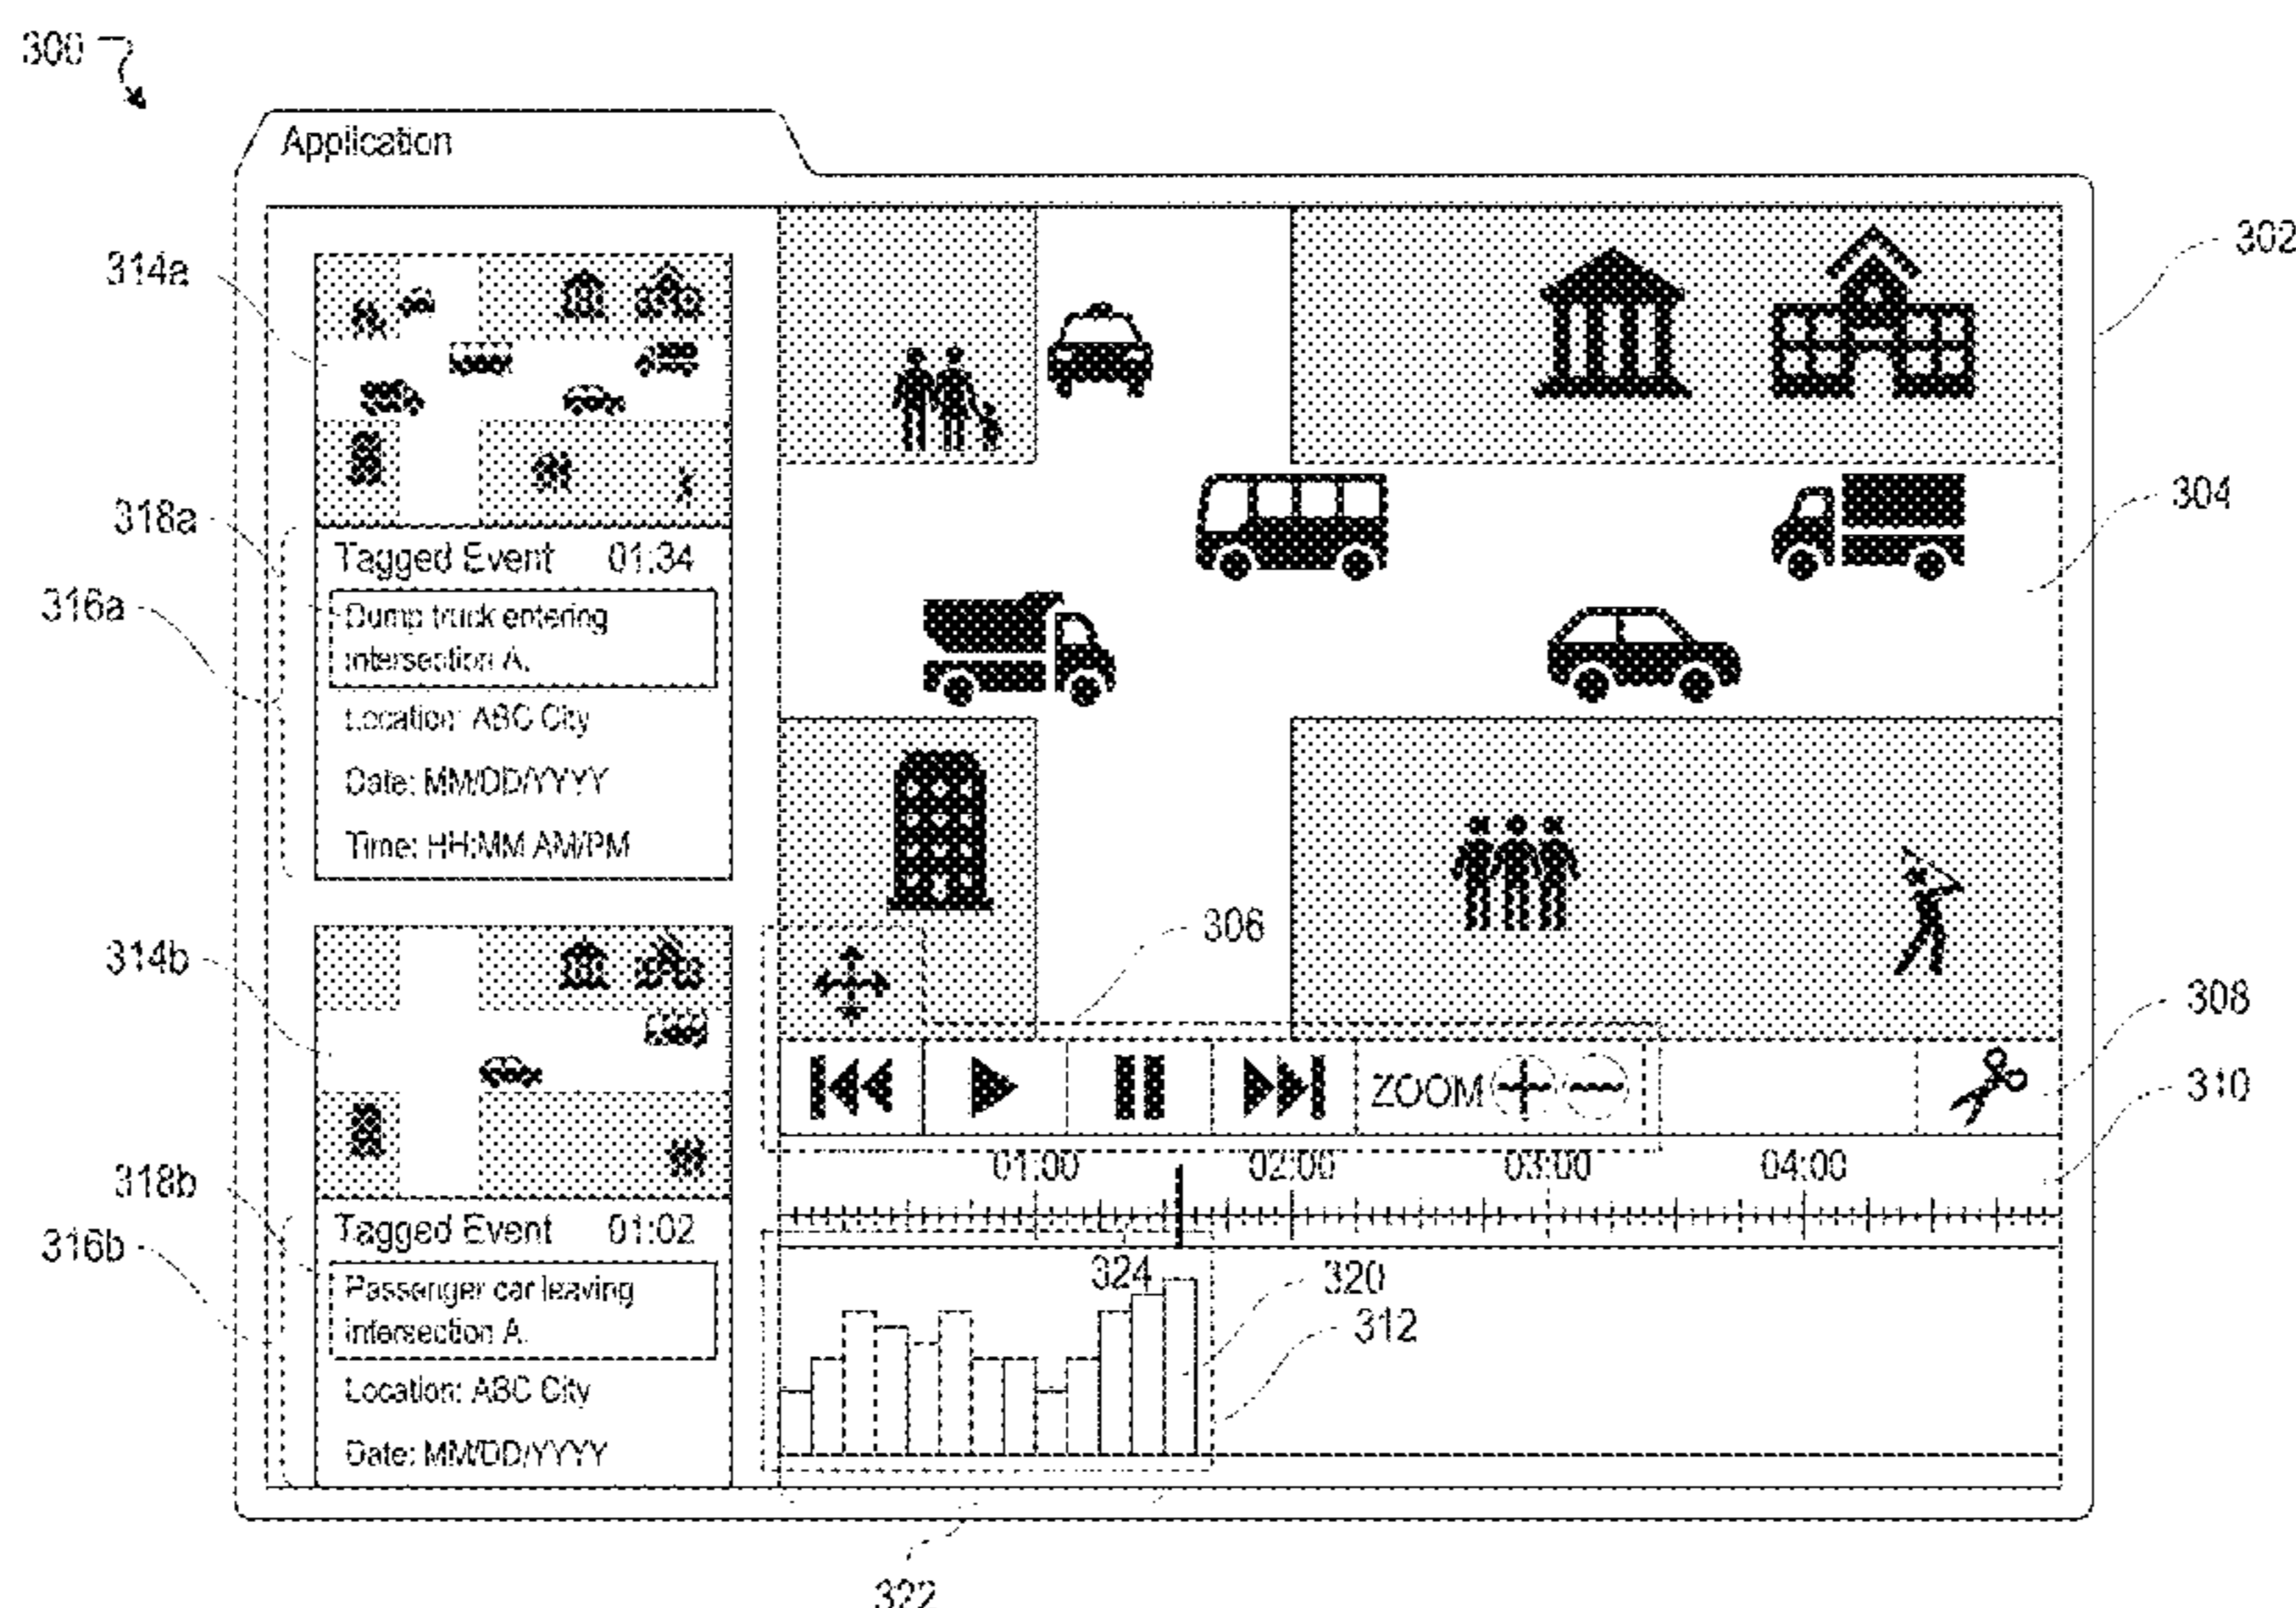 300
Application
302
314a
304
318a
Tagged Event 01:34
316a
Dump truck entering
intersection A.
Location: ABC City
Date: MM/DD/YYYY
Time: HH:MM AM/PM
306
314b
308
ZOOM
310
01:00 02:00 03:00 04:00
318b
Tagged Event 01:02
316b
324
320
Passenger car leaving
intersection A.
312
Location: ABC City
Date: MM/DD/YYYY
322